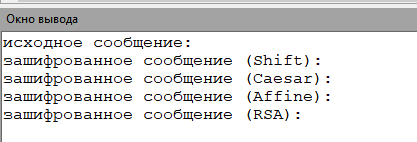 Окно вывода
исходное сообщение:
зашифрованное сообщение (Shift):
зашифрованное сообщение (Caesar):
зашифрованное сообщение (Affine):
зашифрованное сообщение (RSA):